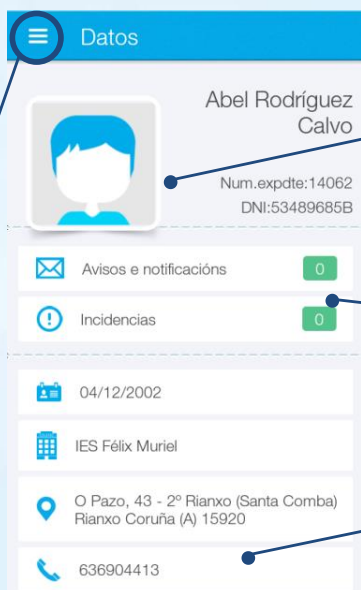 Datos
Abel Rodríguez
Calvo
Num.expdte:14062
DNI:53489685B
Avisos e notificacións 0
Incidencias 0
04/12/2002
IES Félix Muriel
O Pazo, 43 - 2º Rianxo (Santa Comba)
Rianxo Coruña (A) 15920
636904413